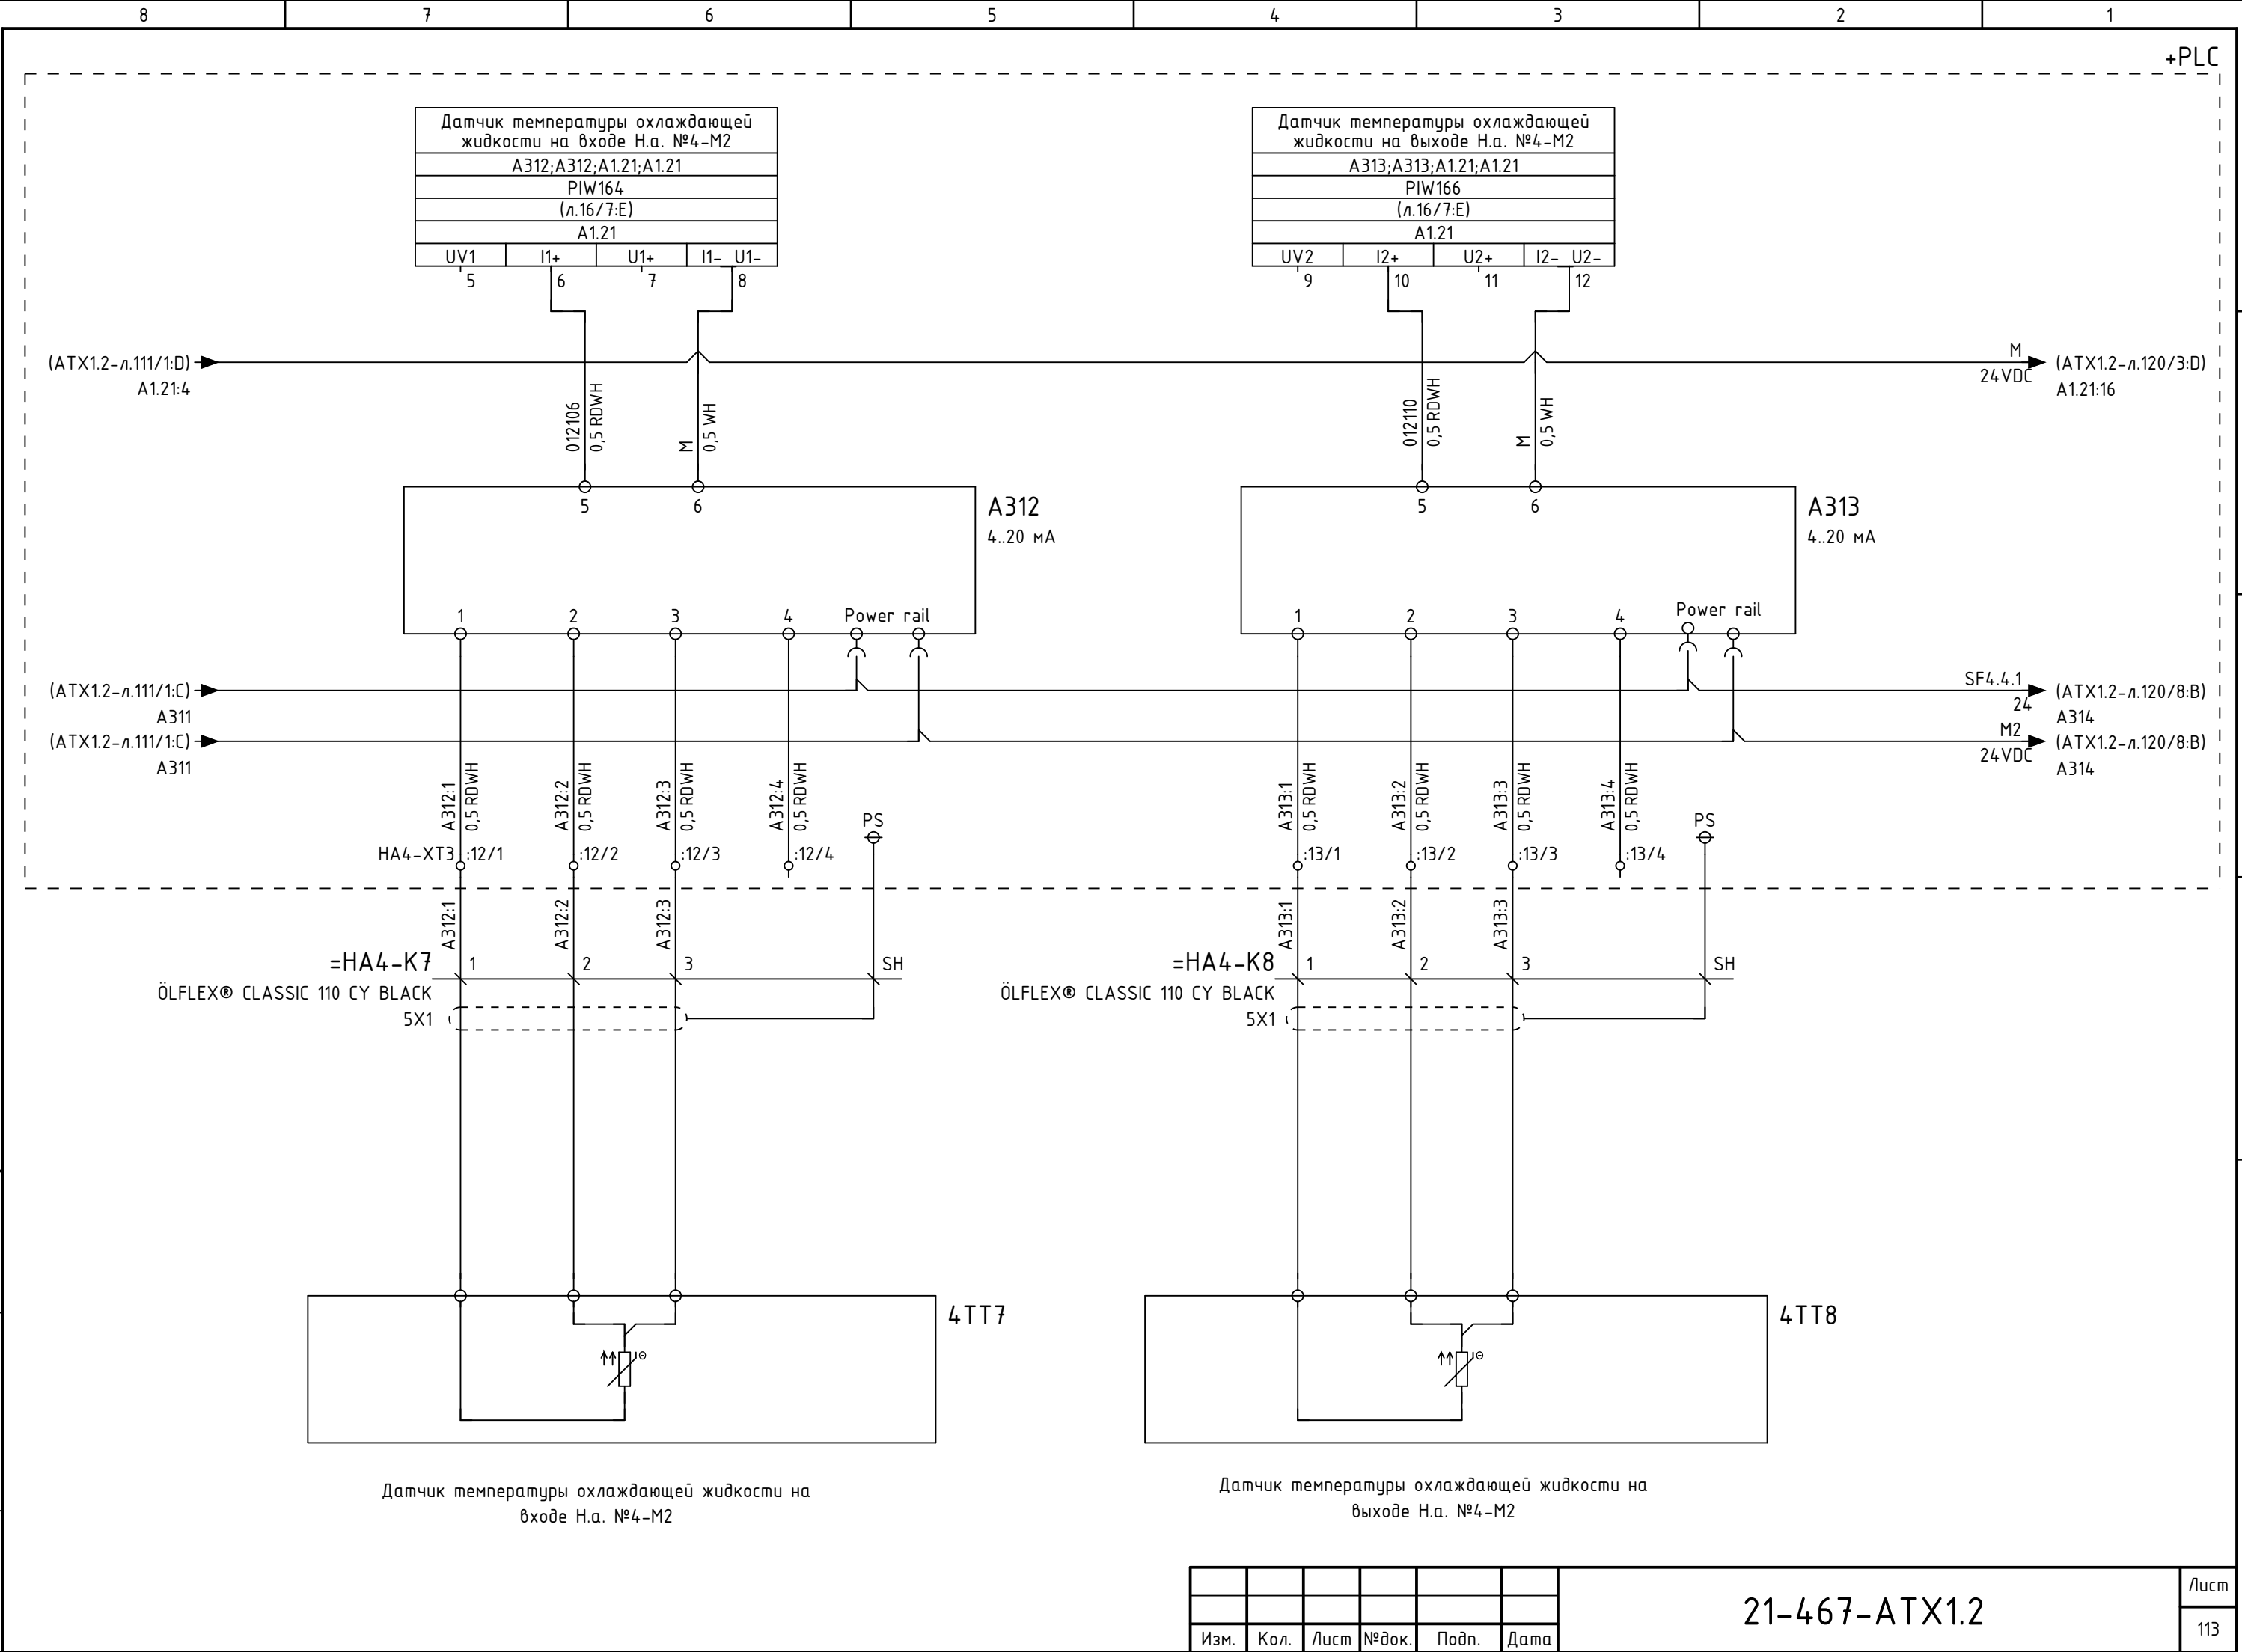 8 7 6 5 4 3 2 1
+PLC
Датчик температуры охлаждающей
жидкости на входе Н.а. №4-М2
A312;A312;A1.21;A1.21
PIW164
(л.16/7:E)
A1.21
UV1 I1+ U1+ I1- U1-
5 6 7 8
Датчик температуры охлаждающей
жидкости на выходе Н.а. №4-М2
A313;A313;A1.21;A1.21
PIW166
(л.16/7:E)
A1.21
UV2 I2+ U2+ I2- U2-
9 10 11 12
(ATX1.2-л.111/1:D)
A1.21:4
M
24VDC
(ATX1.2-л.120/3:D)
A1.21:16
012106
0,5 RDWH
M
0,5 WH
012110
0,5 RDWH
M
0,5 WH
5 6
A312
4..20 мА
1 2 3 4 Power rail
5 6
A313
4..20 мА
1 2 3 4 Power rail
(ATX1.2-л.111/1:C)
A311
(ATX1.2-л.111/1:C)
A311
SF4.4.1
24
(ATX1.2-л.120/8:B)
A314
M2
24VDC
(ATX1.2-л.120/8:B)
A314
A312:1
0,5 RDWH
A312:2
0,5 RDWH
A312:3
0,5 RDWH
A312:4
0,5 RDWH
PS
A313:1
0,5 RDWH
A313:2
0,5 RDWH
A313:3
0,5 RDWH
A313:4
0,5 RDWH
PS
HA4-XT3 :12/1 :12/2 :12/3 :12/4
:13/1 :13/2 :13/3 :13/4
A312:1
A312:2
A312:3
A313:1
A313:2
A313:3
=HA4-K7 1 2 3 SH
ÖLFLEX® CLASSIC 110 CY BLACK
5X1
=HA4-K8 1 2 3 SH
ÖLFLEX® CLASSIC 110 CY BLACK
5X1
4TT7
Θ
4TT8
Θ
Датчик температуры охлаждающей жидкости на
входе Н.а. №4-М2
Датчик температуры охлаждающей жидкости на
выходе Н.а. №4-М2
Изм. Кол. Лист №док. Подп. Дата
21-467-АТХ1.2
Лист
113